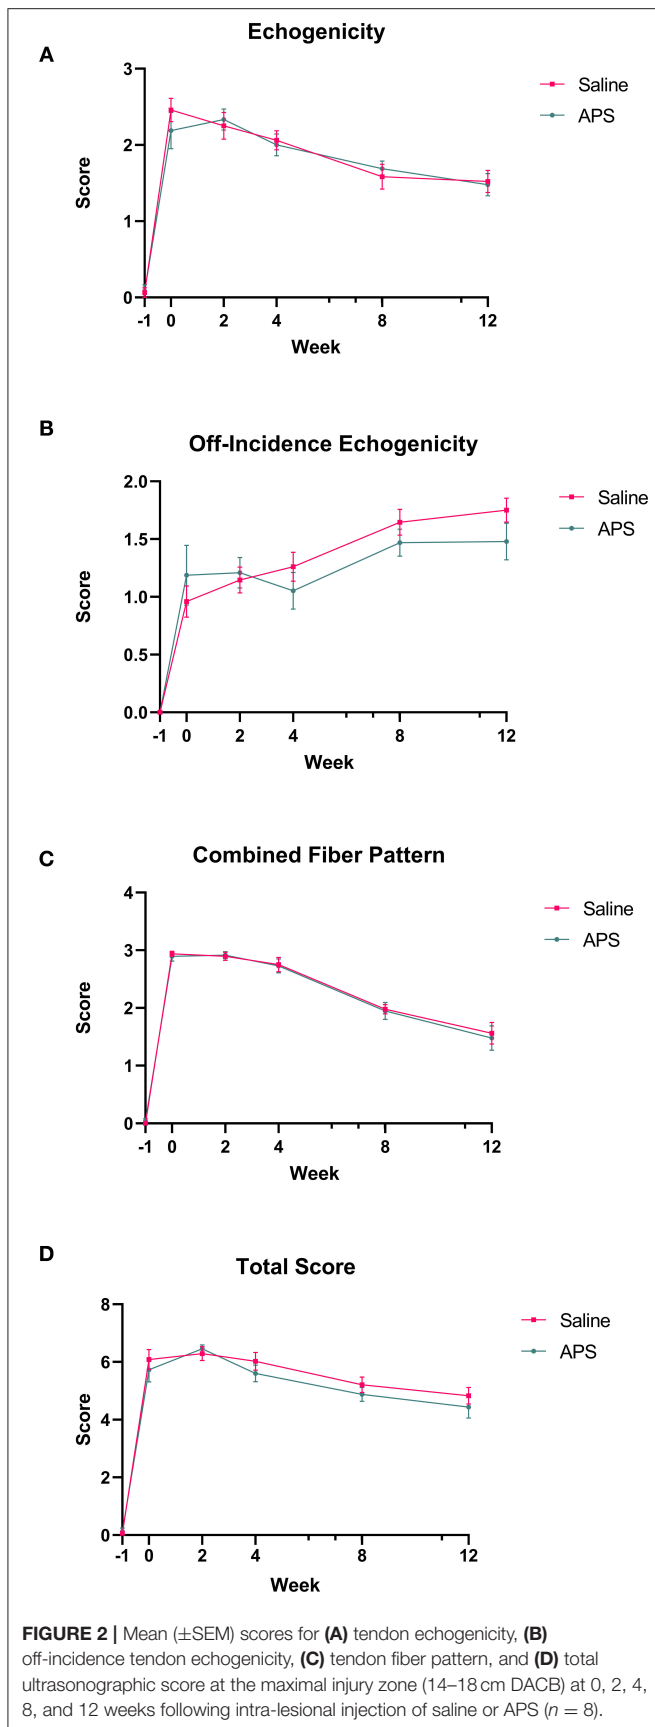 A
Echogenicity
3
2
1
0
Score
-1 0 2 4 8 12
Week
Saline
APS
B
Off-Incidence Echogenicity
2.0
1.5
1.0
0.5
0.0
Score
-1 0 2 4 8 12
Week
Saline
APS
C
Combined Fiber Pattern
4
3
2
1
0
Score
-1 0 2 4 8 12
Week
Saline
APS
D
Total Score
8
6
4
2
0
Score
-1 0 2 4 8 12
Week
Saline
APS
FIGURE 2 | Mean (±SEM) scores for (A) tendon echogenicity, (B)
off-incidence tendon echogenicity, (C) tendon fiber pattern, and (D) total
ultrasonographic score at the maximal injury zone (14–18 cm DACB) at 0, 2, 4,
8, and 12 weeks following intra-lesional injection of saline or APS (n = 8).